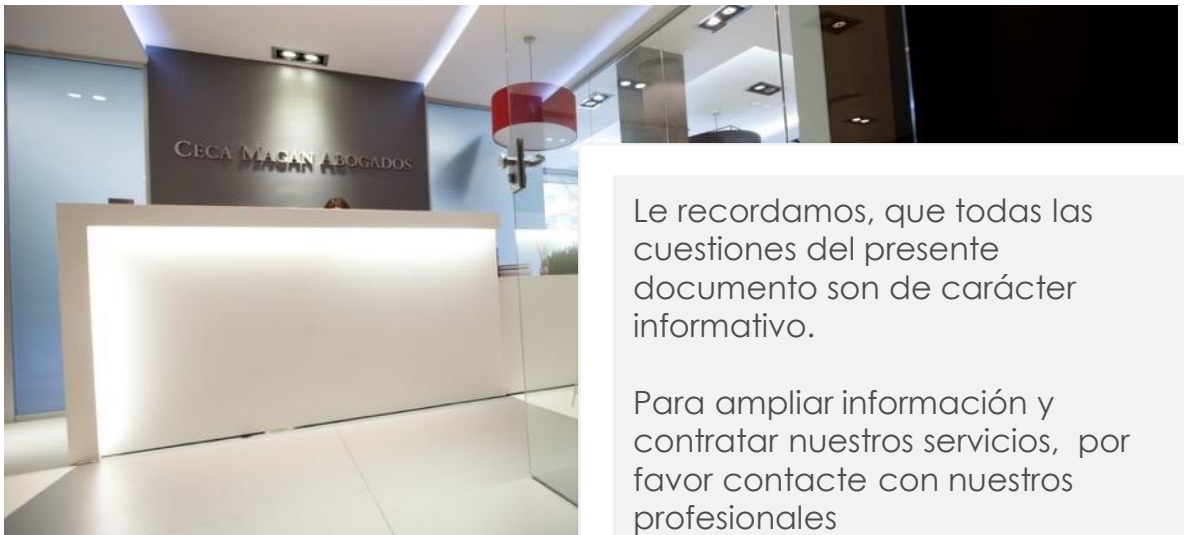 CECA MAGÁN ABOGADOS
Le recordamos, que todas las
cuestiones del presente
documento son de carácter
informativo.
Para ampliar información y
contratar nuestros servicios,  por
favor contacte con nuestros
profesionales